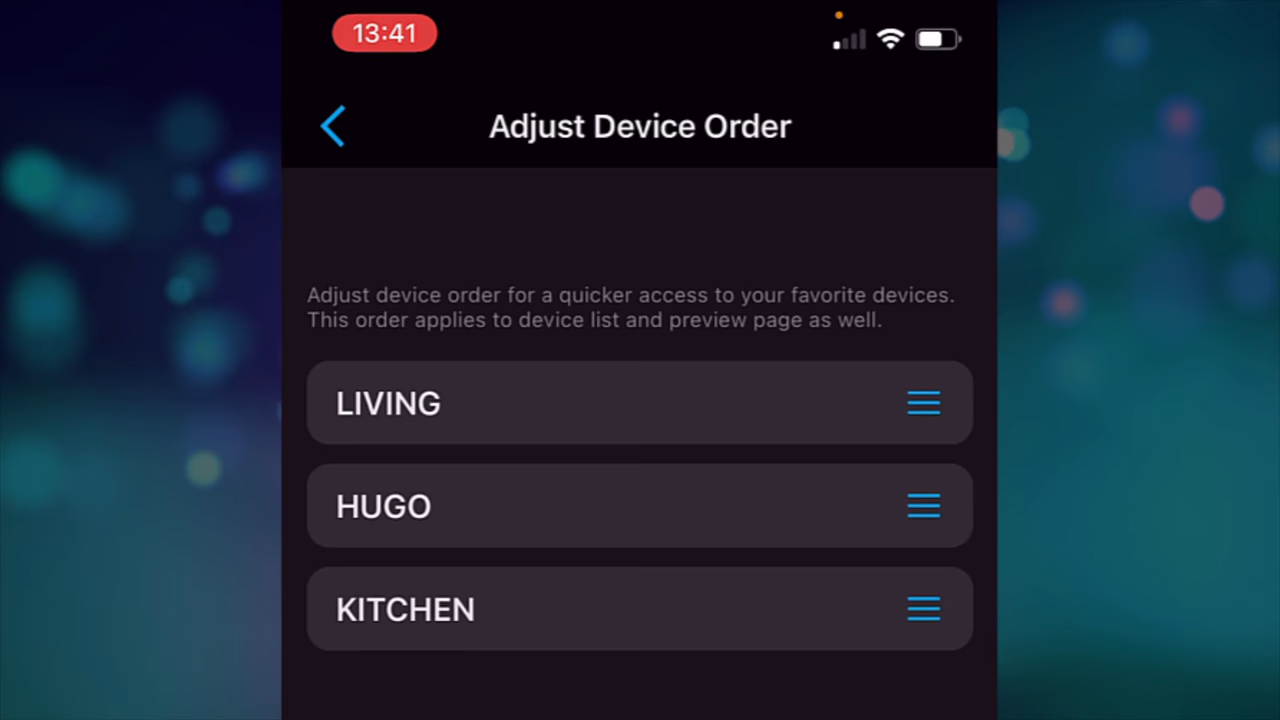 13:41
Adjust Device Order
Adjust device order for a quicker access to your favorite devices.
This order applies to device list and preview page as well.
LIVING
HUGO
KITCHEN